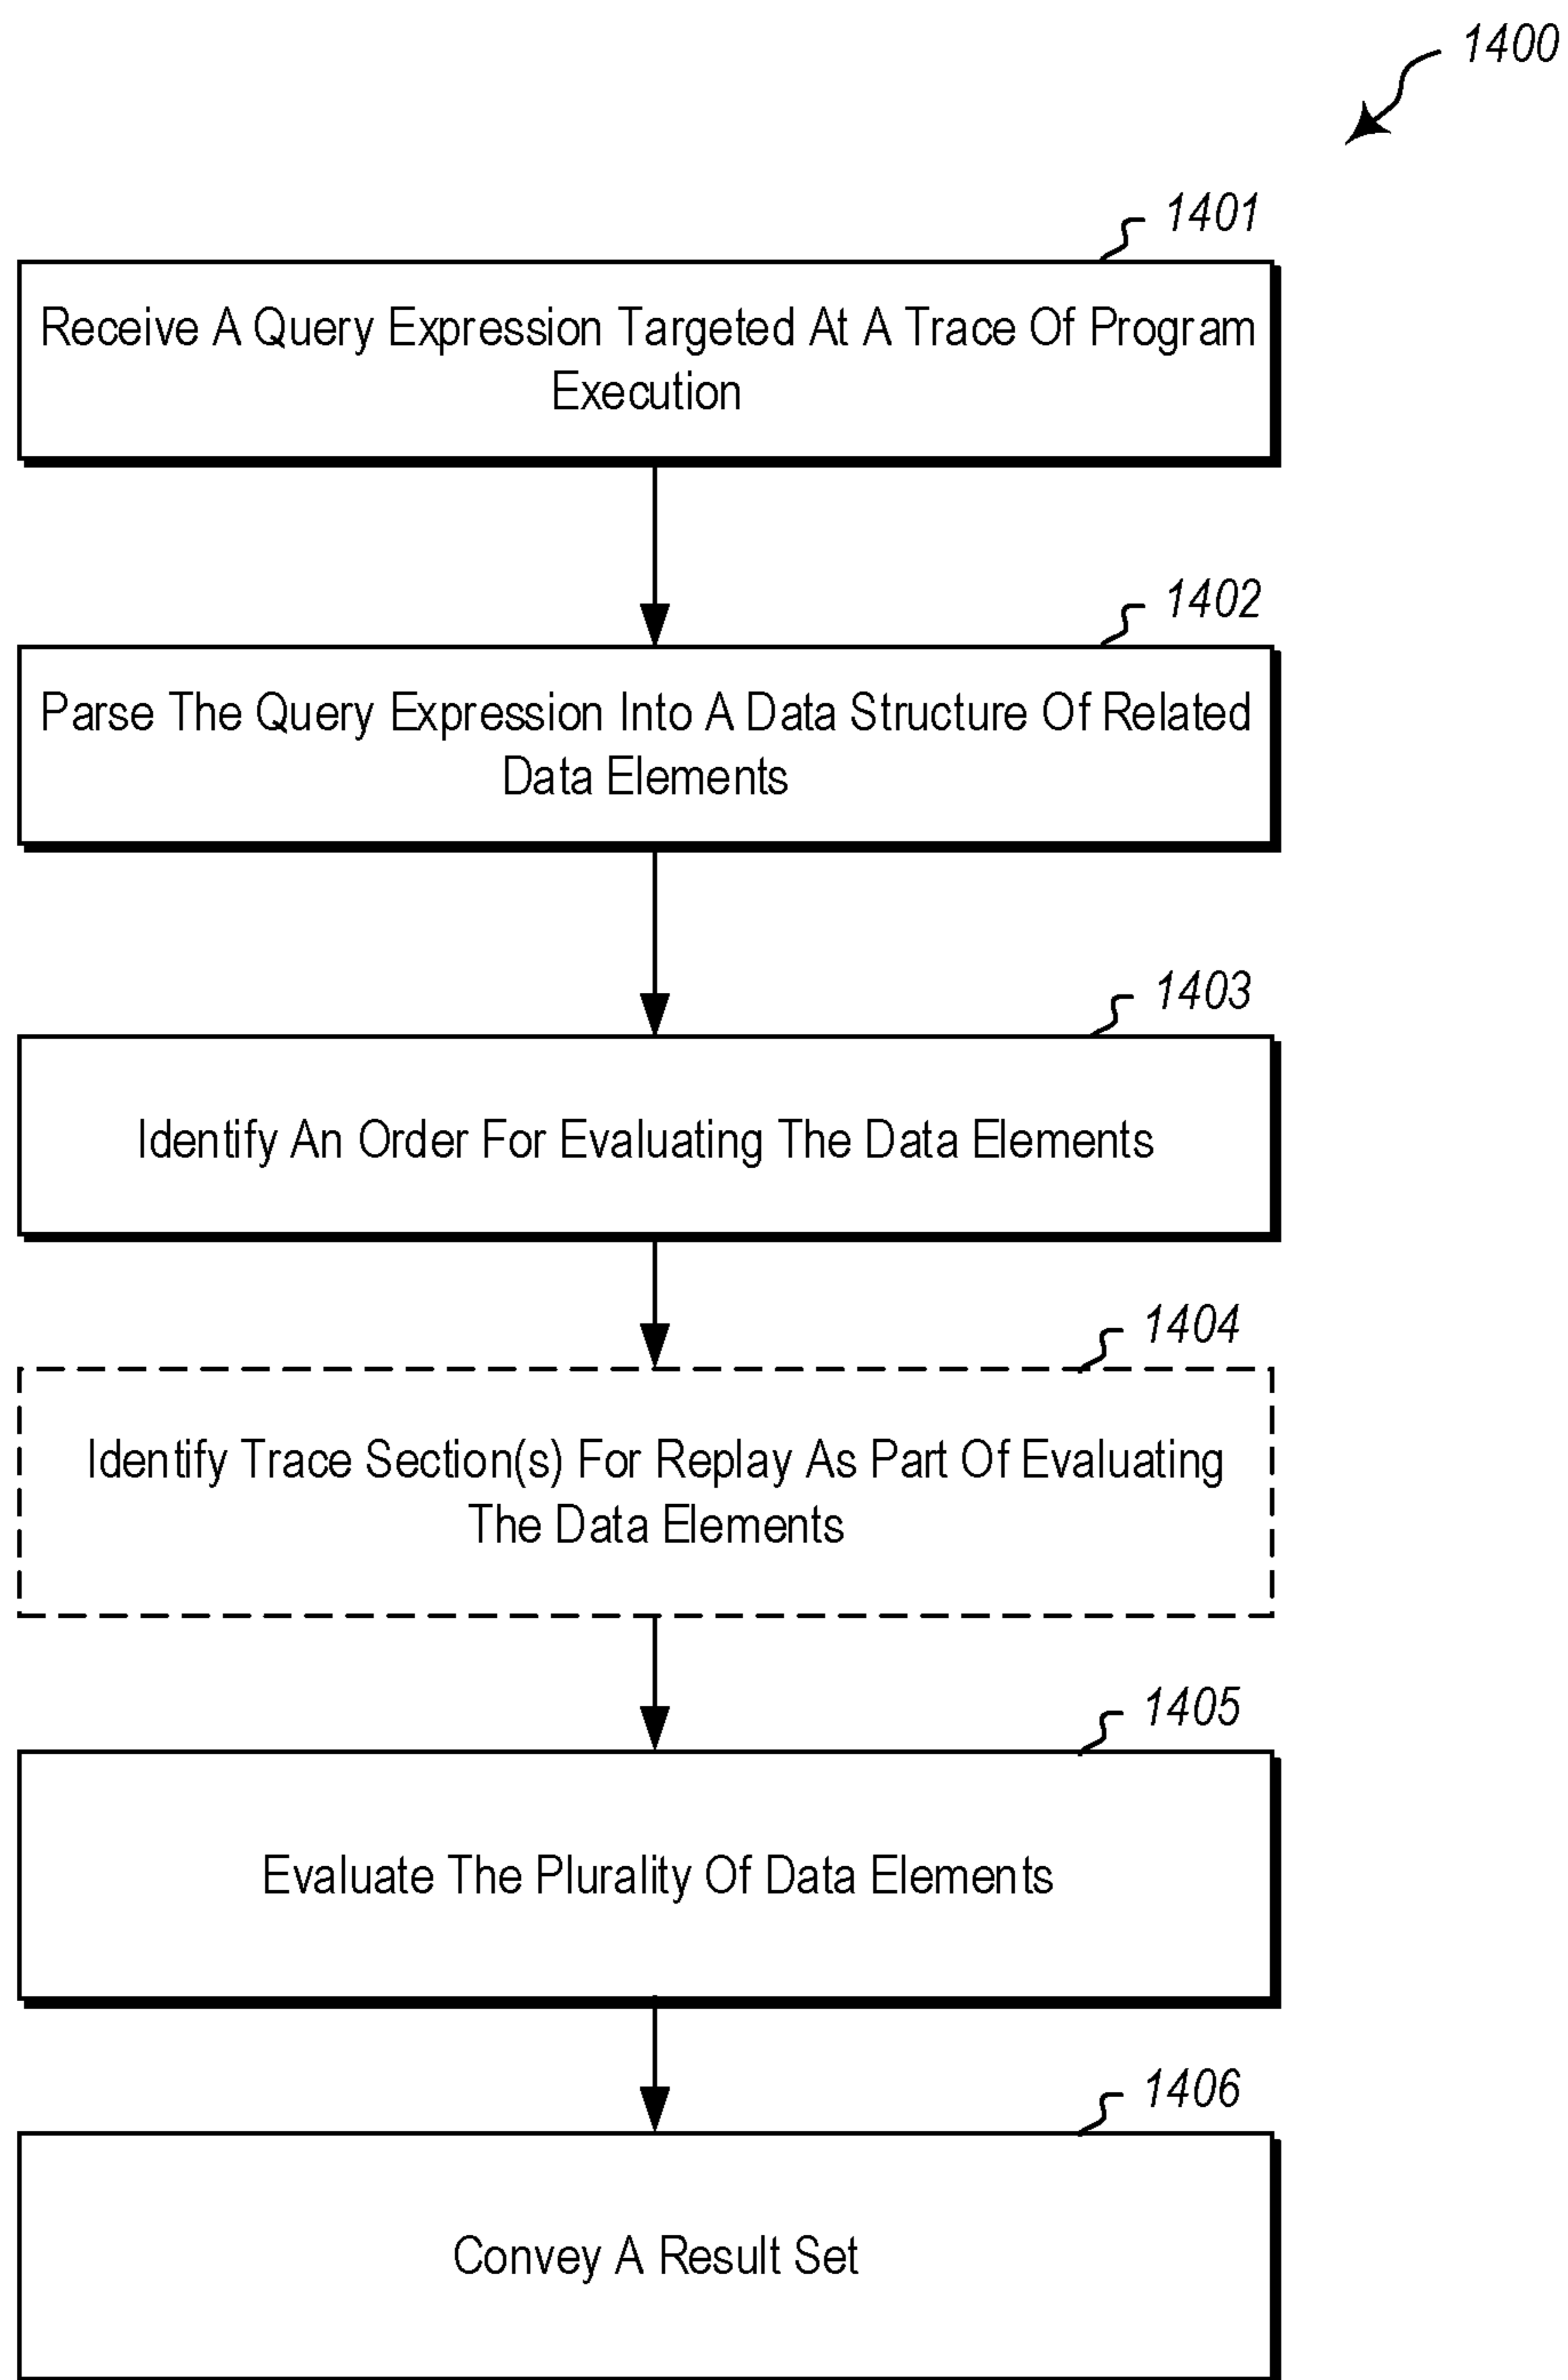 1400
1401
Receive A Query Expression Targeted At A Trace Of Program
Execution
1402
Parse The Query Expression Into A Data Structure Of Related
Data Elements
1403
Identify An Order For Evaluating The Data Elements
1404
Identify Trace Section(s) For Replay As Part Of Evaluating
The Data Elements
1405
Evaluate The Plurality Of Data Elements
1406
Convey A Result Set